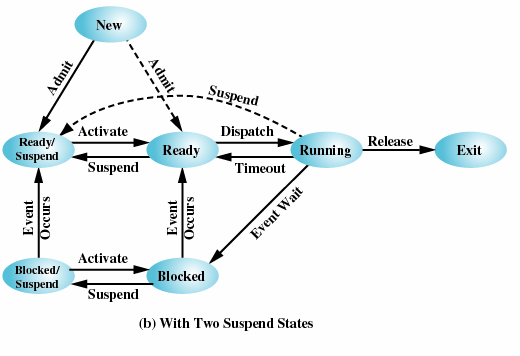 New
Admit
Admit
Suspend
Ready/
Suspend
Activate
Suspend
Ready
Dispatch
Timeout
Running
Release
Exit
Event
Occurs
Event
Occurs
Event Wait
Blocked/
Suspend
Activate
Suspend
Blocked
(b) With Two Suspend States